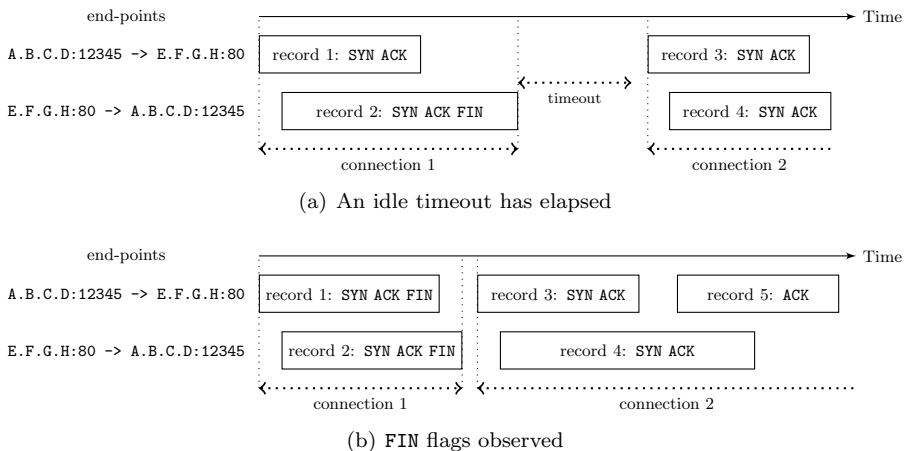 end-points
Time
A.B.C.D:12345 -> E.F.G.H:80
record 1: SYN ACK
record 3: SYN ACK
timeout
E.F.G.H:80 -> A.B.C.D:12345
record 2: SYN ACK FIN
record 4: SYN ACK
connection 1
connection 2
(a) An idle timeout has elapsed
end-points
Time
A.B.C.D:12345 -> E.F.G.H:80
record 1: SYN ACK FIN
record 3: SYN ACK
record 5: ACK
E.F.G.H:80 -> A.B.C.D:12345
record 2: SYN ACK FIN
record 4: SYN ACK
connection 1
connection 2
(b) FIN flags observed